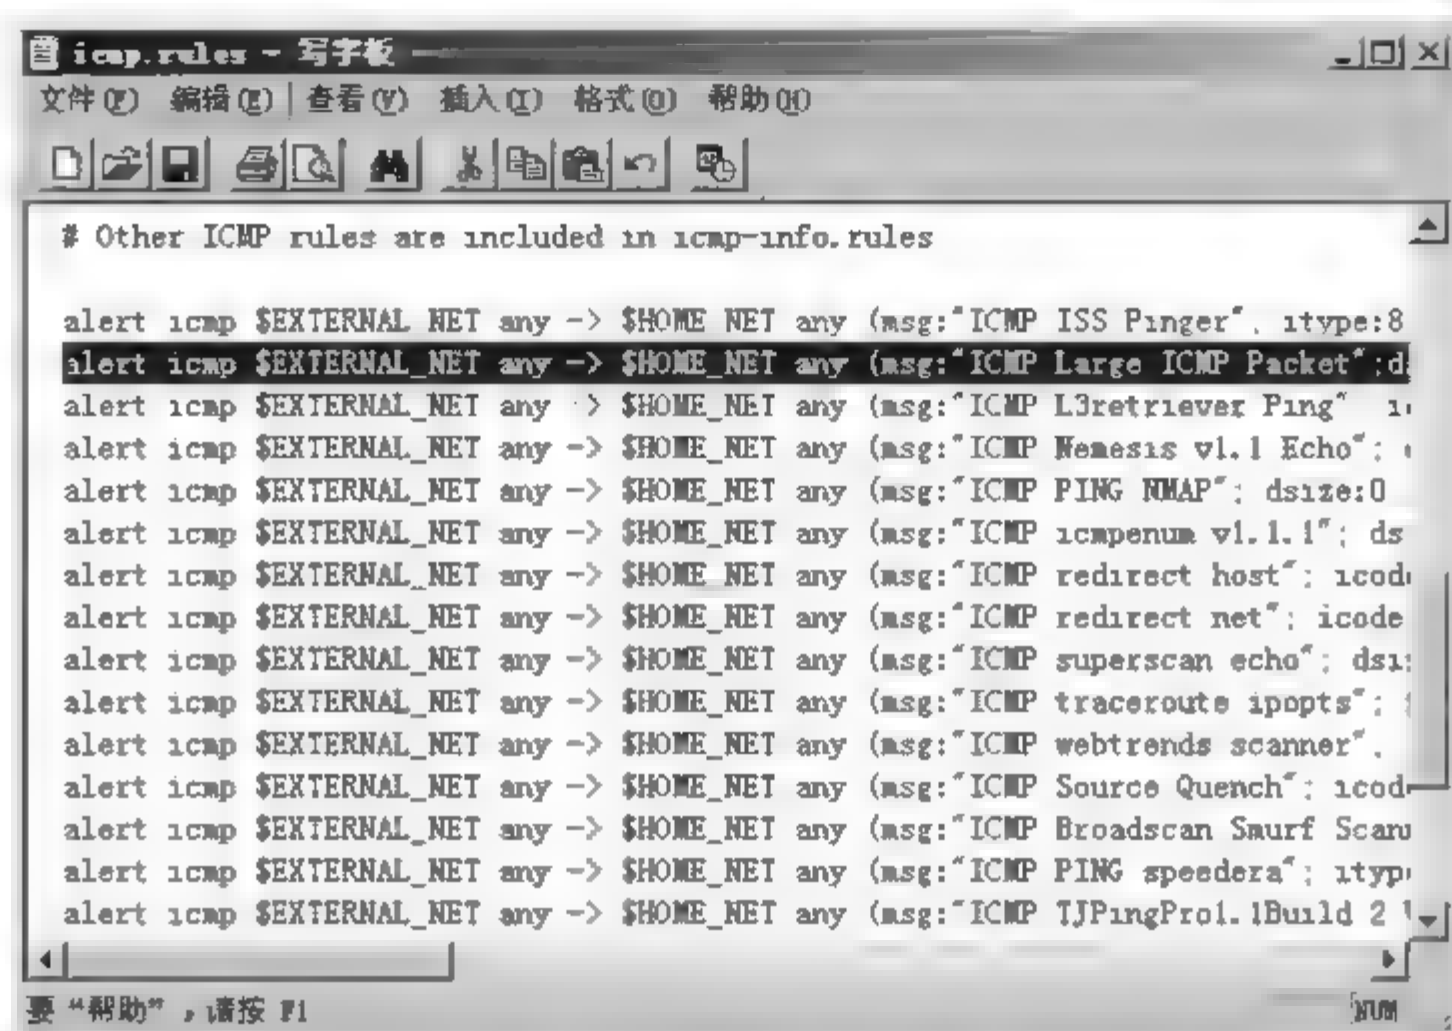 icmp.rules - 写字板
文件(F) 编辑(E) 查看(V) 插入(I) 格式(O) 帮助(H)
# Other ICMP rules are included in icmp-info.rules
alert icmp $EXTERNAL_NET any -> $HOME_NET any (msg:"ICMP ISS Pinger"; itype:8
alert icmp $EXTERNAL_NET any -> $HOME_NET any (msg:"ICMP Large ICMP Packet";d
alert icmp $EXTERNAL_NET any -> $HOME_NET any (msg:"ICMP L3retriever Ping"
alert icmp $EXTERNAL_NET any -> $HOME_NET any (msg:"ICMP Nemesis v1.1 Echo";
alert icmp $EXTERNAL_NET any -> $HOME_NET any (msg:"ICMP PING NMAP"; dsize:0
alert icmp $EXTERNAL_NET any -> $HOME_NET any (msg:"ICMP icmpenum v1.1.1"; ds
alert icmp $EXTERNAL_NET any -> $HOME_NET any (msg:"ICMP redirect host"; icod
alert icmp $EXTERNAL_NET any -> $HOME_NET any (msg:"ICMP redirect net"; icode
alert icmp $EXTERNAL_NET any -> $HOME_NET any (msg:"ICMP superscan echo"; dsi
alert icmp $EXTERNAL_NET any -> $HOME_NET any (msg:"ICMP traceroute ipopts";
alert icmp $EXTERNAL_NET any -> $HOME_NET any (msg:"ICMP webtrends scanner";
alert icmp $EXTERNAL_NET any -> $HOME_NET any (msg:"ICMP Source Quench"; icod
alert icmp $EXTERNAL_NET any -> $HOME_NET any (msg:"ICMP Broadscan Smurf Scann
alert icmp $EXTERNAL_NET any -> $HOME_NET any (msg:"ICMP PING speedera"; ityp
alert icmp $EXTERNAL_NET any -> $HOME_NET any (msg:"ICMP TJPingPro1.1Build 2
要“帮助”,请按 F1
NUM